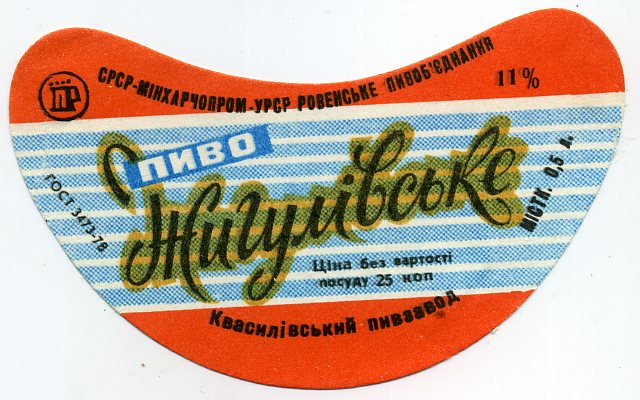 СРСР-МІНХАРЧОПРОМ-УРСР РОВЕНСЬКЕ ПИВОБ'ЄДНАННЯ
11%
ПР
ПИВО
Жигулівське
ГОСТ 3473-78
МІСТК. 0,5 л.
Ціна без вартості
посуду 25 коп
Квасилівський пивзавод